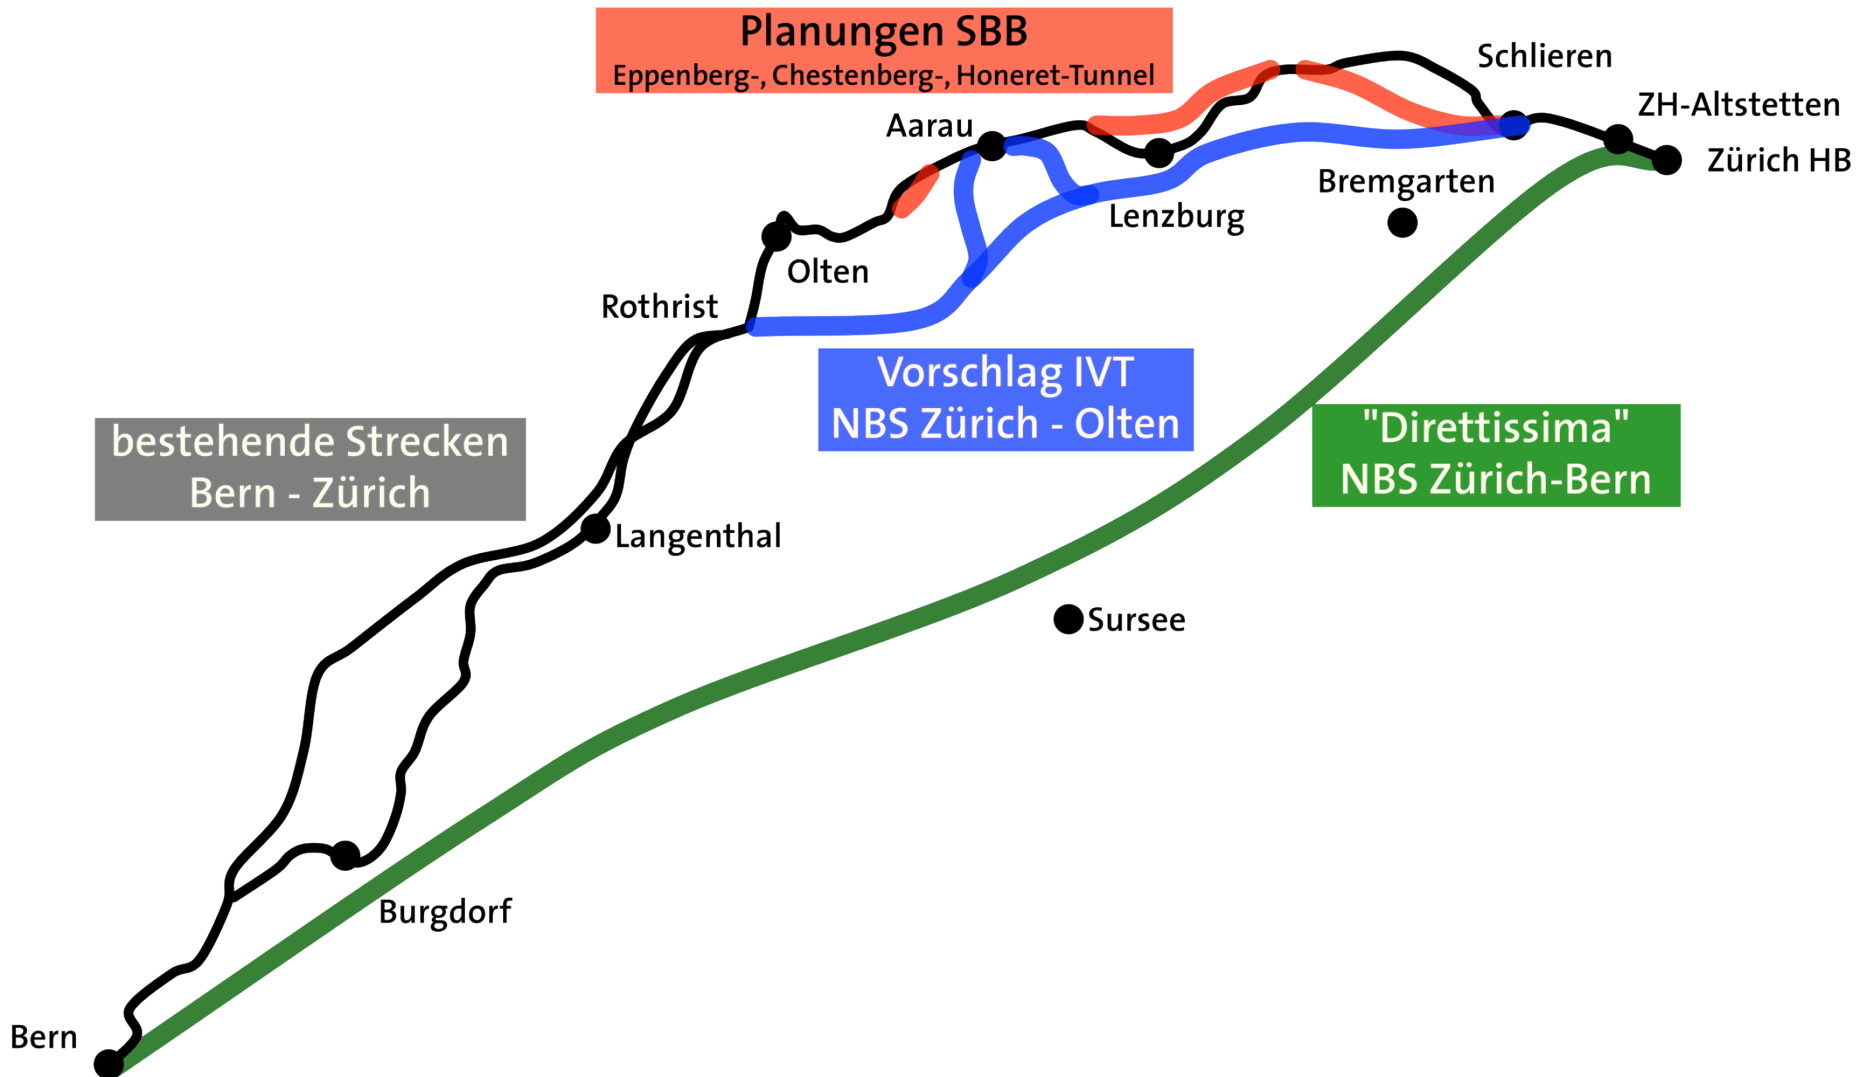 Planungen SBB
Eppenberg-, Chestenberg-, Honeret-Tunnel
Schlieren
ZH-Altstetten
Aarau
Zürich HB
Bremgarten
Lenzburg
Olten
Rothrist
Vorschlag IVT
NBS Zürich - Olten
"Direttissima"
NBS Zürich-Bern
bestehende Strecken
Bern - Zürich
Langenthal
Sursee
Burgdorf
Bern